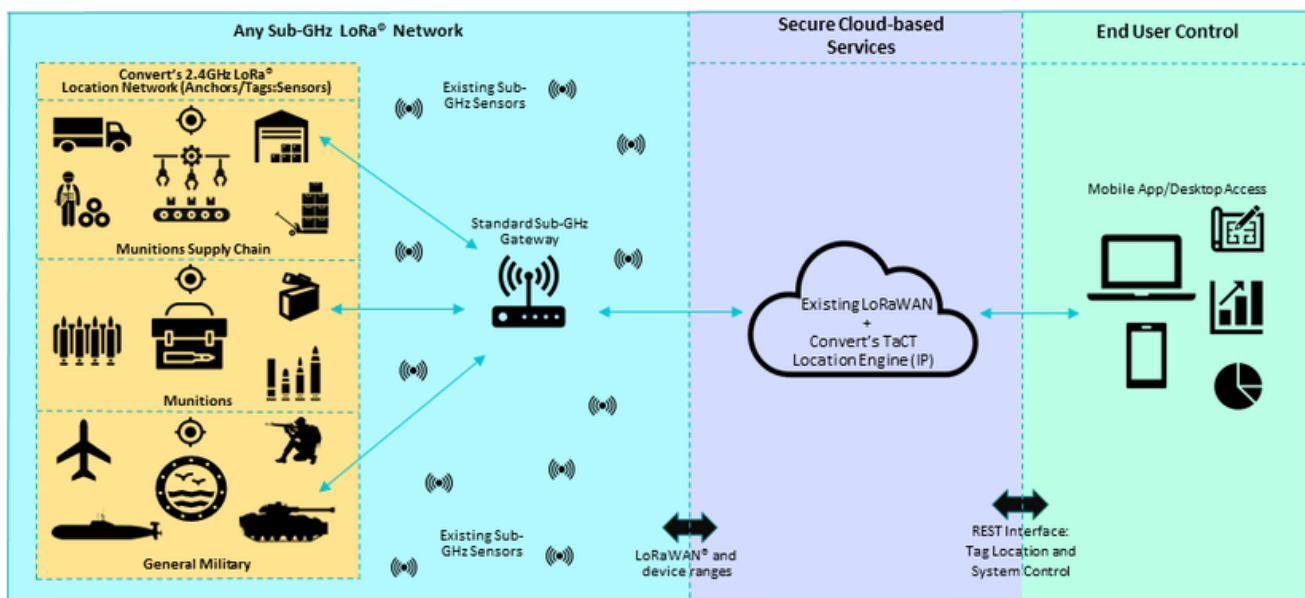 Any Sub-GHz LoRa® Network
Secure Cloud-based
Services
End User Control
Convert's 2.4GHz LoRa®
Location Network (Anchors/Tags:Sensors)
Existing Sub-
GHz Sensors
Munitions Supply Chain
Standard Sub-GHz
Gateway
Mobile App/Desktop Access
Existing LoRaWAN
+
Convert's TaCT
Location Engine (IP)
Munitions
General Military
Existing Sub-
GHz Sensors
LoRaWAN® and
device ranges
REST Interface:
Tag Location and
System Control